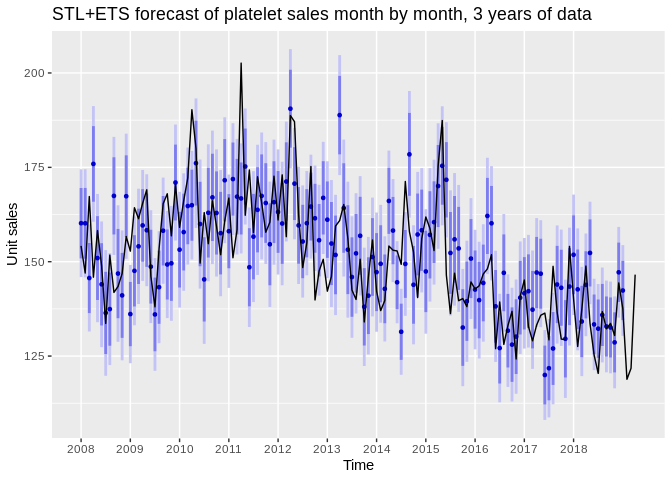 STL+ETS forecast of platelet sales month by month, 3 years of data
200
175
150
125
Unit sales
2008 2009 2010 2011 2012 2013 2014 2015 2016 2017 2018
Time